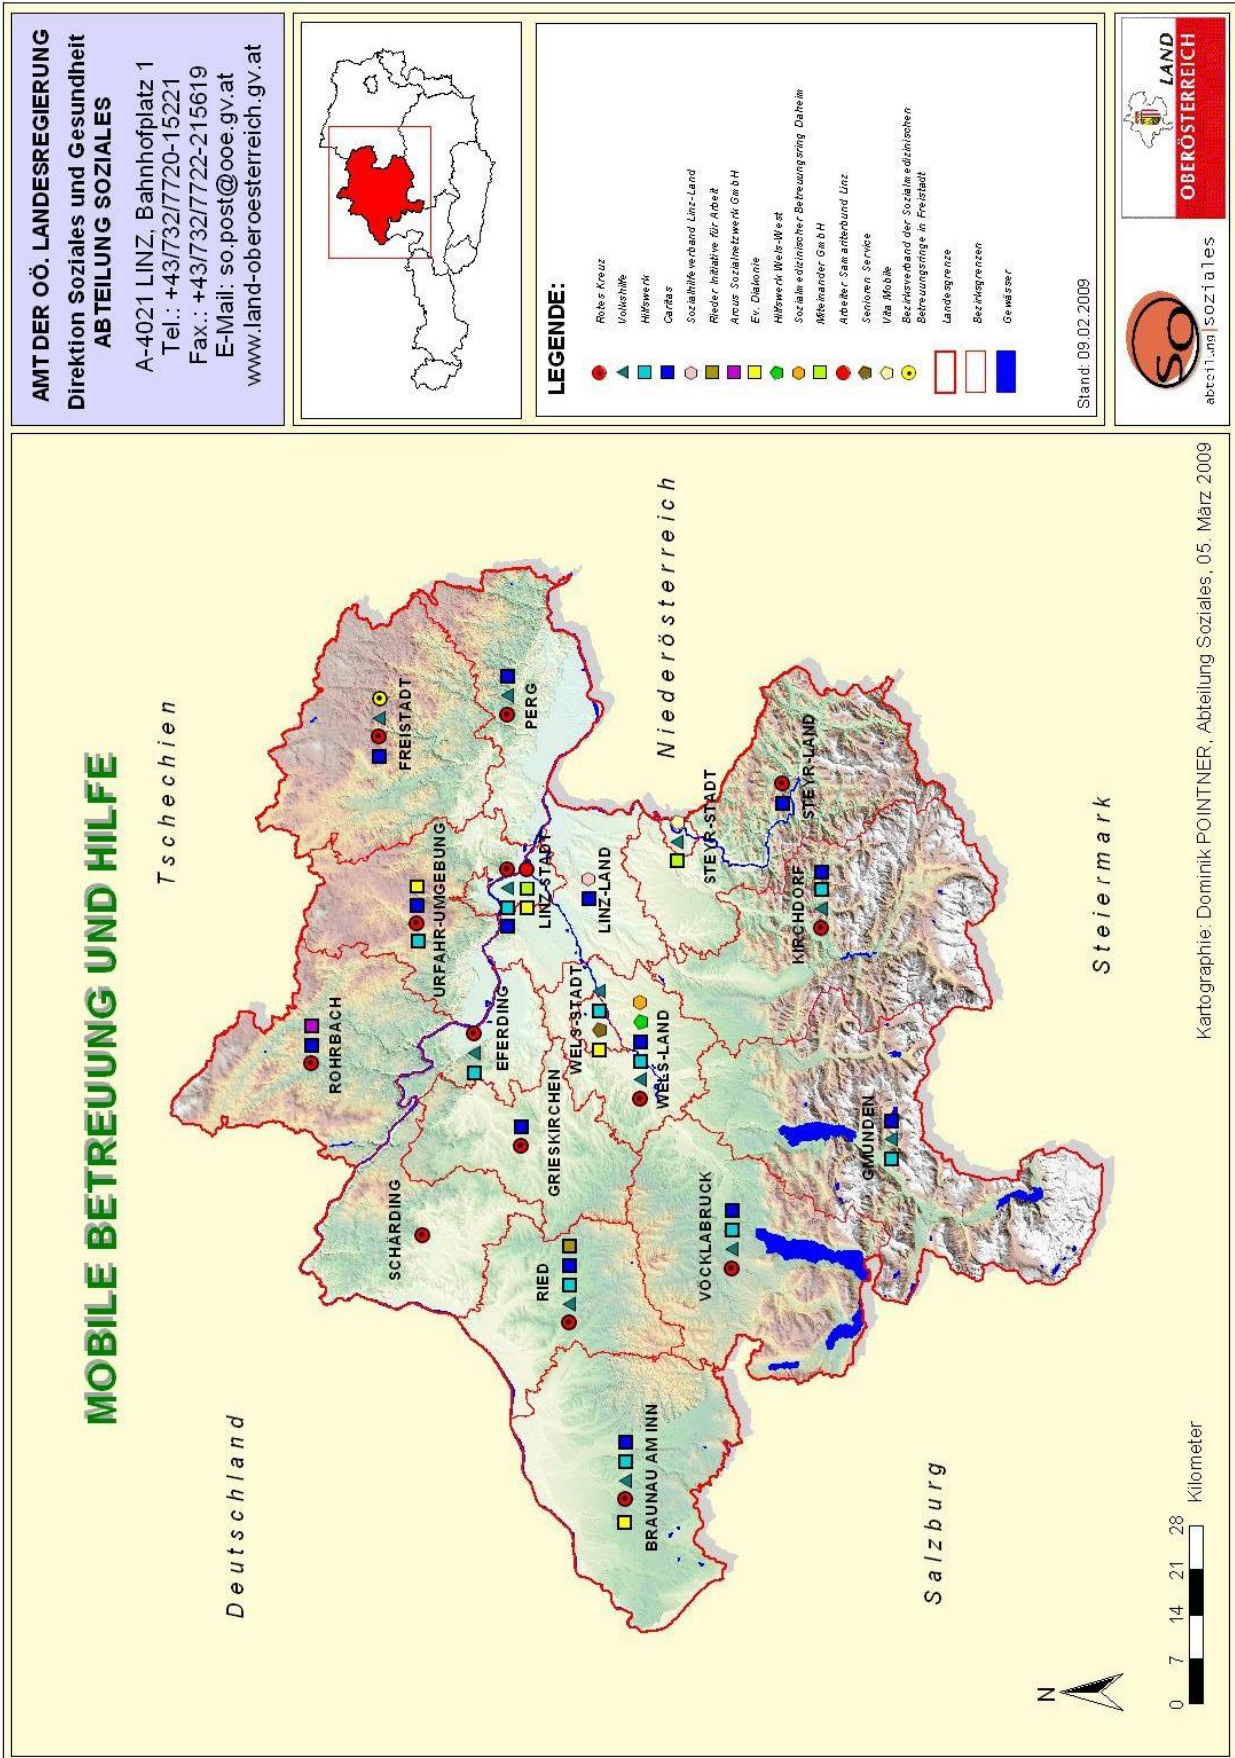 MOBILE BETREUUNG UND HILFE
Deutschland
Tschechien
Niederösterreich
Steiermark
Salzburg
ROHRBACH
FREISTADT
URFAHR-UMGEBUNG
PERG
SCHÄRDING
EFERDING
LINZ-STADT
GRIESKIRCHEN
WELS-STADT
LINZ-LAND
RIED
WELS-LAND
STEYR-STADT
BRAUNAU AM INN
VÖCKLABRUCK
KIRCHDORF
STEYR-LAND
GMUNDEN
N
0 7 14 21 28
Kilometer
Kartographie: Dominik POINTNER, Abteilung Soziales, 05. März 2009
AMT DER OÖ. LANDESREGIERUNG
Direktion Soziales und Gesundheit
ABTEILUNG SOZIALES
A-4021 LINZ, Bahnhofplatz 1
Tel.: +43/732/7720-15221
Fax.: +43/732/7722-215619
E-Mail: so.post@ooe.gv.at
www.land-oberoesterreich.gv.at
LEGENDE:
Rotes Kreuz
Volkshilfe
Hilfswerk
Caritas
Sozialhilfeverband Linz-Land
Rieder Initiative für Arbeit
Arcus Sozialnetzwerk GmbH
Ev. Diakonie
Hilfswerk Wels-West
Sozialmedizinischer Betreuungsring Daheim
Miteinander GmbH
Arbeiter Samariterbund Linz
Senioren Service
Vita Mobile
Bezirksverband der Sozialmedizinischen
Betreuungsringe in Freistadt
Landesgrenze
Bezirksgrenzen
Gewässer
Stand: 09.02.2009
so
abteilung|soziales
LAND
OBERÖSTERREICH